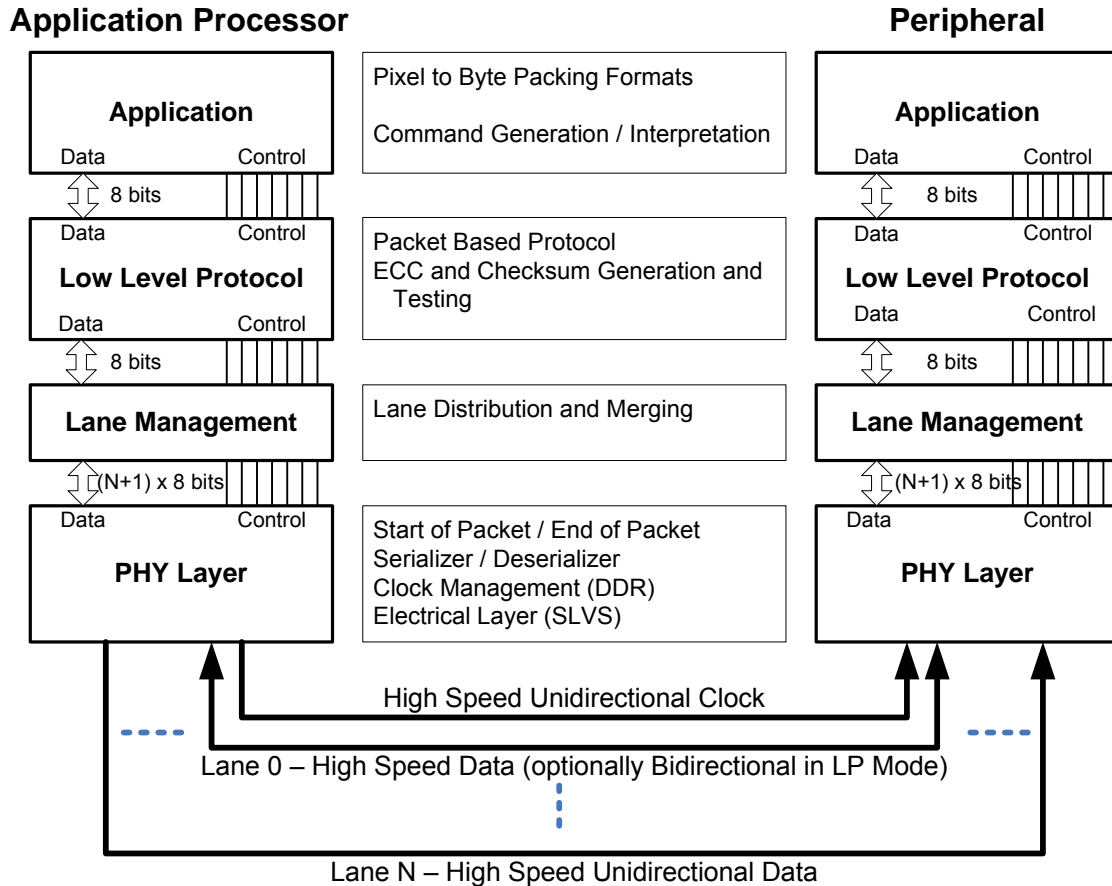 Application Processor
Peripheral
Application
Data
Control
8 bits
Data
Control
Low Level Protocol
Data
Control
8 bits
Lane Management
(N+1) x 8 bits
Data
Control
PHY Layer
Pixel to Byte Packing Formats
Command Generation / Interpretation
Packet Based Protocol
ECC and Checksum Generation and
Testing
Lane Distribution and Merging
Start of Packet / End of Packet
Serializer / Deserializer
Clock Management (DDR)
Electrical Layer (SLVS)
Application
Data
Control
8 bits
Data
Control
Low Level Protocol
Data
Control
8 bits
Lane Management
(N+1) x 8 bits
Data
Control
PHY Layer
High Speed Unidirectional Clock
Lane 0 – High Speed Data (optionally Bidirectional in LP Mode)
Lane N – High Speed Unidirectional Data